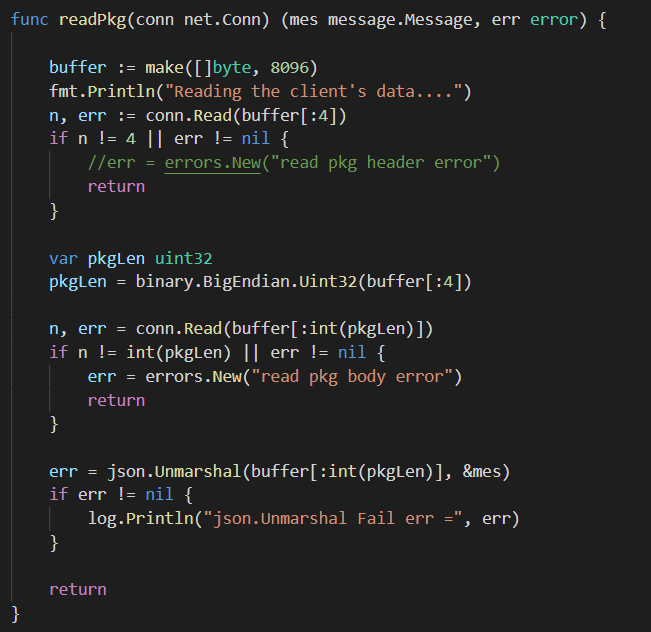 func readPkg(conn net.Conn) (mes message.Message, err error) {
buffer := make([]byte, 8096)
fmt.Println("Reading the client's data....")
n, err := conn.Read(buffer[:4])
if n != 4 || err != nil {
//err = errors.New("read pkg header error")
return
}
var pkgLen uint32
pkgLen = binary.BigEndian.Uint32(buffer[:4])
n, err = conn.Read(buffer[:int(pkgLen)])
if n != int(pkgLen) || err != nil {
err = errors.New("read pkg body error")
return
}
err = json.Unmarshal(buffer[:int(pkgLen)], &mes)
if err != nil {
log.Println("json.Unmarshal Fail err =", err)
}
return
}